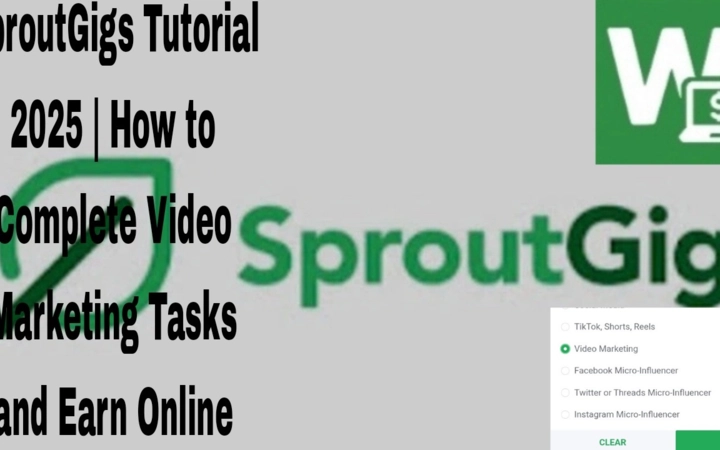 SproutGigs Tutorial
2025 | How to
Complete Video
Marketing Tasks
and Earn Online
SproutGig
W
$
TikTok, Shorts, Reels
Video Marketing
Facebook Micro-Influencer
Twitter or Threads Micro-Influencer
Instagram Micro-Influencer
CLEAR